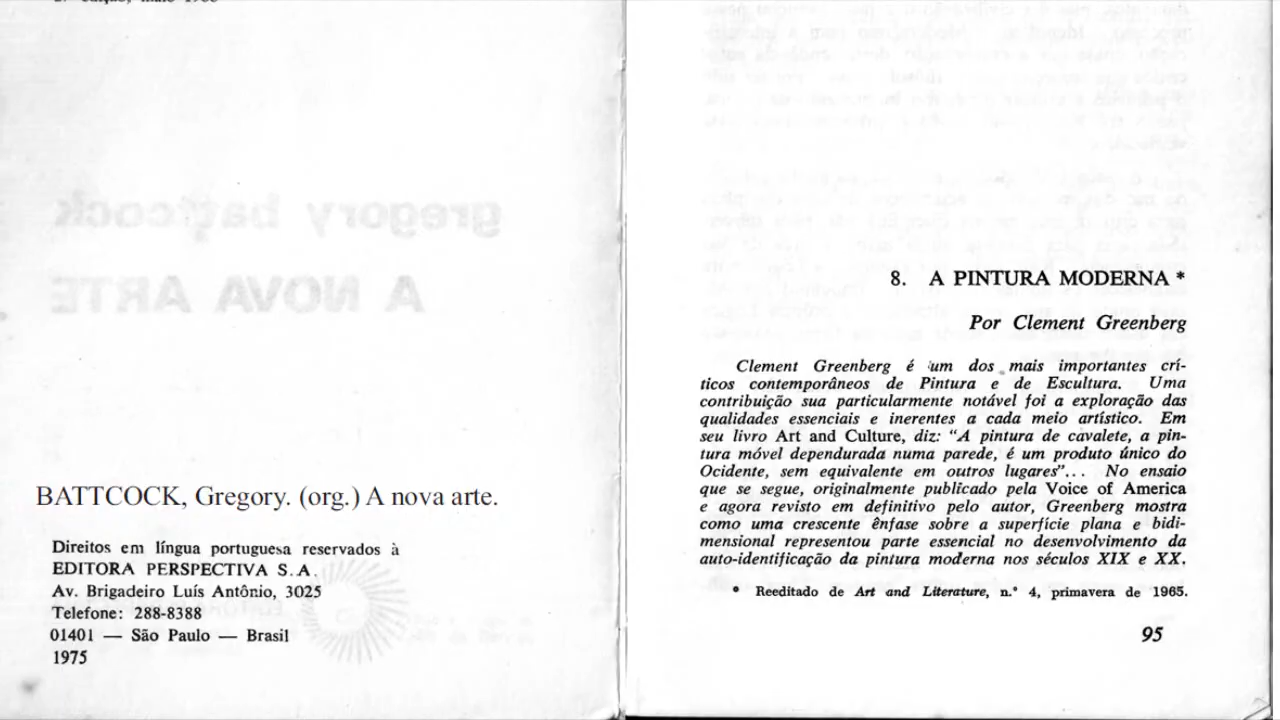 gregory battcock
A NOVA ARTE
BATTCOCK, Gregory. (org.) A nova arte.
Direitos em língua portuguesa reservados à
EDITORA PERSPECTIVA S.A.
Av. Brigadeiro Luís Antônio, 3025
Telefone: 288-8388
01401 — São Paulo — Brasil
1975
8. A PINTURA MODERNA *
Por Clement Greenberg
Clement Greenberg é um dos mais importantes crí-
ticos contemporâneos de Pintura e de Escultura. Uma
contribuição sua particularmente notável foi a exploração das
qualidades essenciais e inerentes a cada meio artístico. Em
seu livro Art and Culture, diz: "A pintura de cavalete, a pin-
tura móvel dependurada numa parede, é um produto único do
Ocidente, sem equivalente em outros lugares"... No ensaio
que se segue, originalmente publicado pela Voice of America
e agora revisto em definitivo pelo autor, Greenberg mostra
como uma crescente ênfase sobre a superfície plana e bidi-
mensional representou parte essencial no desenvolvimento da
auto-identificação da pintura moderna nos séculos XIX e XX.
* Reeditado de Art and Literature, n.° 4, primavera de 1965.
95